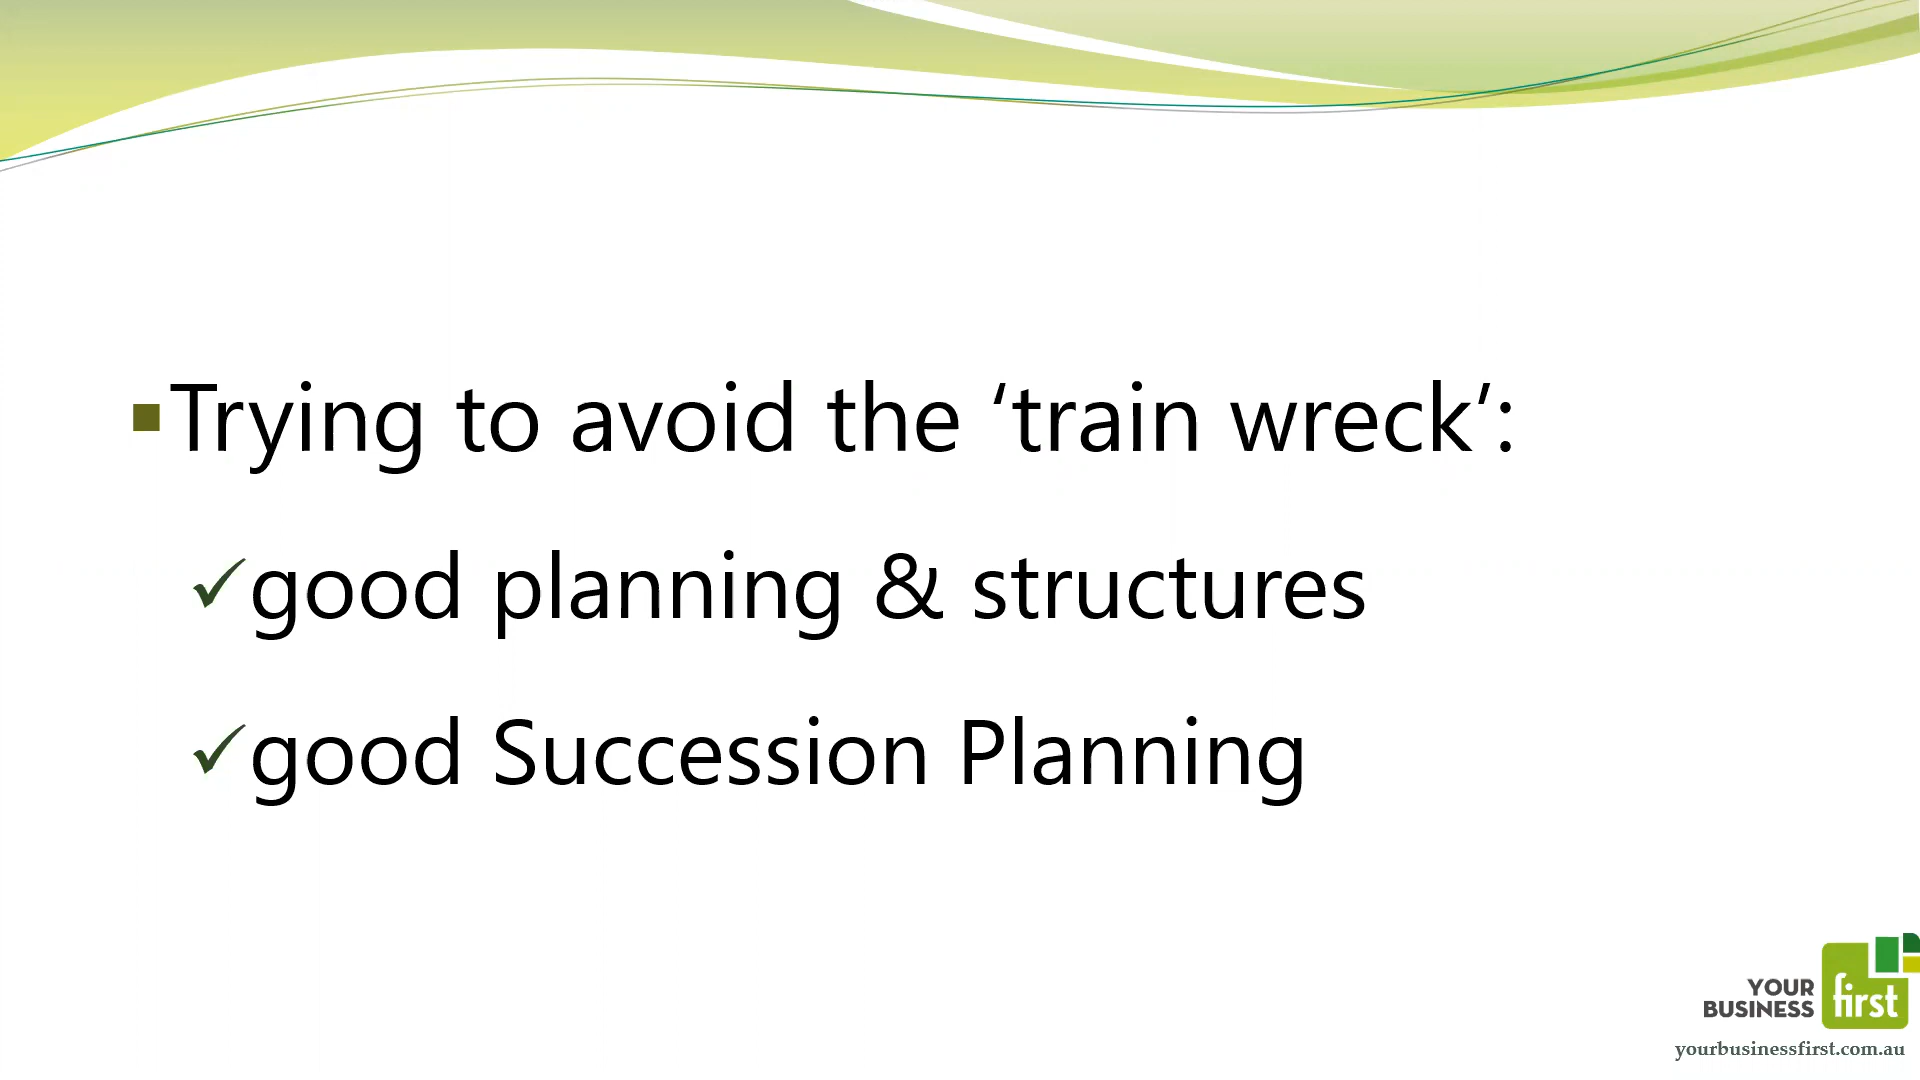 Trying to avoid the ‘train wreck’:
good planning & structures
good Succession Planning
YOUR
BUSINESS
first
yourbusinessfirst.com.au